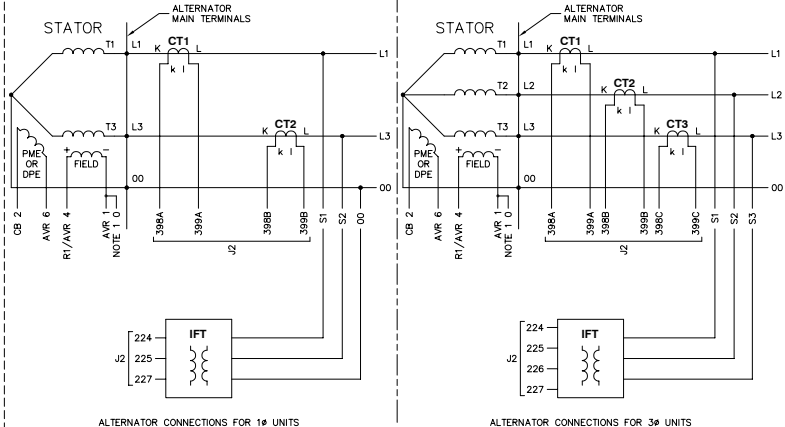 ALTERNATOR
MAIN TERMINALS
STATOR
T1
L1
K
CT1
L
k l
L1
T3
L3
K
CT2
L
k l
L3
PME
OR
DPE
+
FIELD
-
00
00
CB 2
AVR 6
R1/AVR 4
AVR 1
NOTE 1 0
398A
399A
398B
399B
S1
S2
00
J2
IFT
J2
224
225
227
ALTERNATOR CONNECTIONS FOR 1ø UNITS
ALTERNATOR
MAIN TERMINALS
STATOR
T1
L1
K
CT1
L
k l
L1
T2
L2
K
CT2
L
k l
L2
T3
L3
K
CT3
L
k l
L3
PME
OR
DPE
+
FIELD
-
00
00
CB 2
AVR 6
R1/AVR 4
AVR 1
NOTE 1 0
398A
399A
398B
399B
398C
399C
S1
S2
S3
J2
IFT
J2
224
225
226
227
ALTERNATOR CONNECTIONS FOR 3ø UNITS